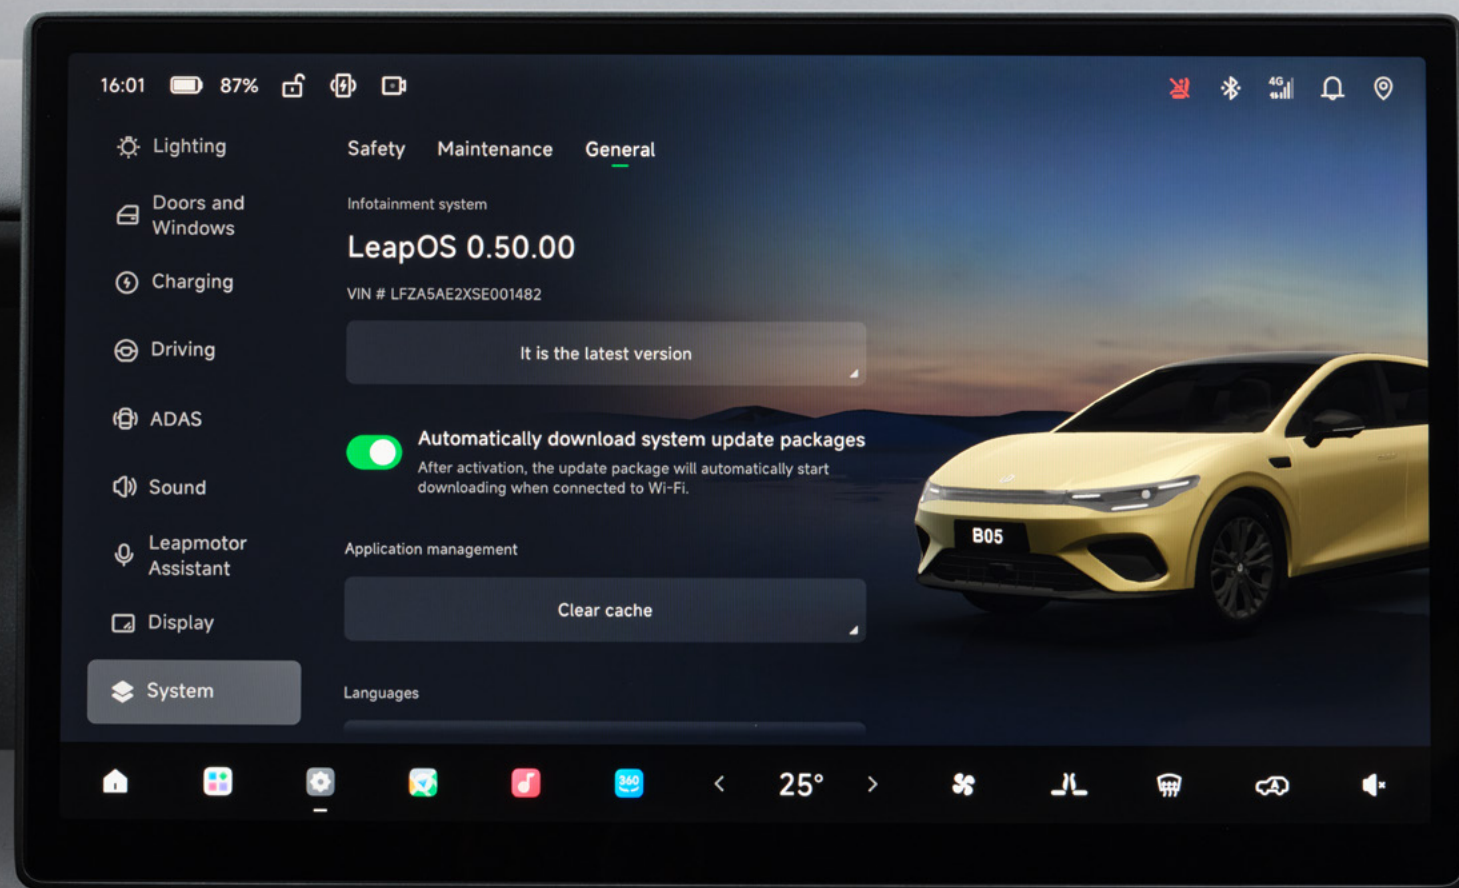 16:01 87%
4G
Lighting
Doors and
Windows
Charging
Driving
ADAS
Sound
Leapmotor
Assistant
Display
System
Safety Maintenance General
Infotainment system
LeapOS 0.50.00
VIN # LFZA5AE2XSE001482
It is the latest version
Automatically download system update packages
After activation, the update package will automatically start
downloading when connected to Wi-Fi.
Application management
Clear cache
Languages
B05
360
25°
A